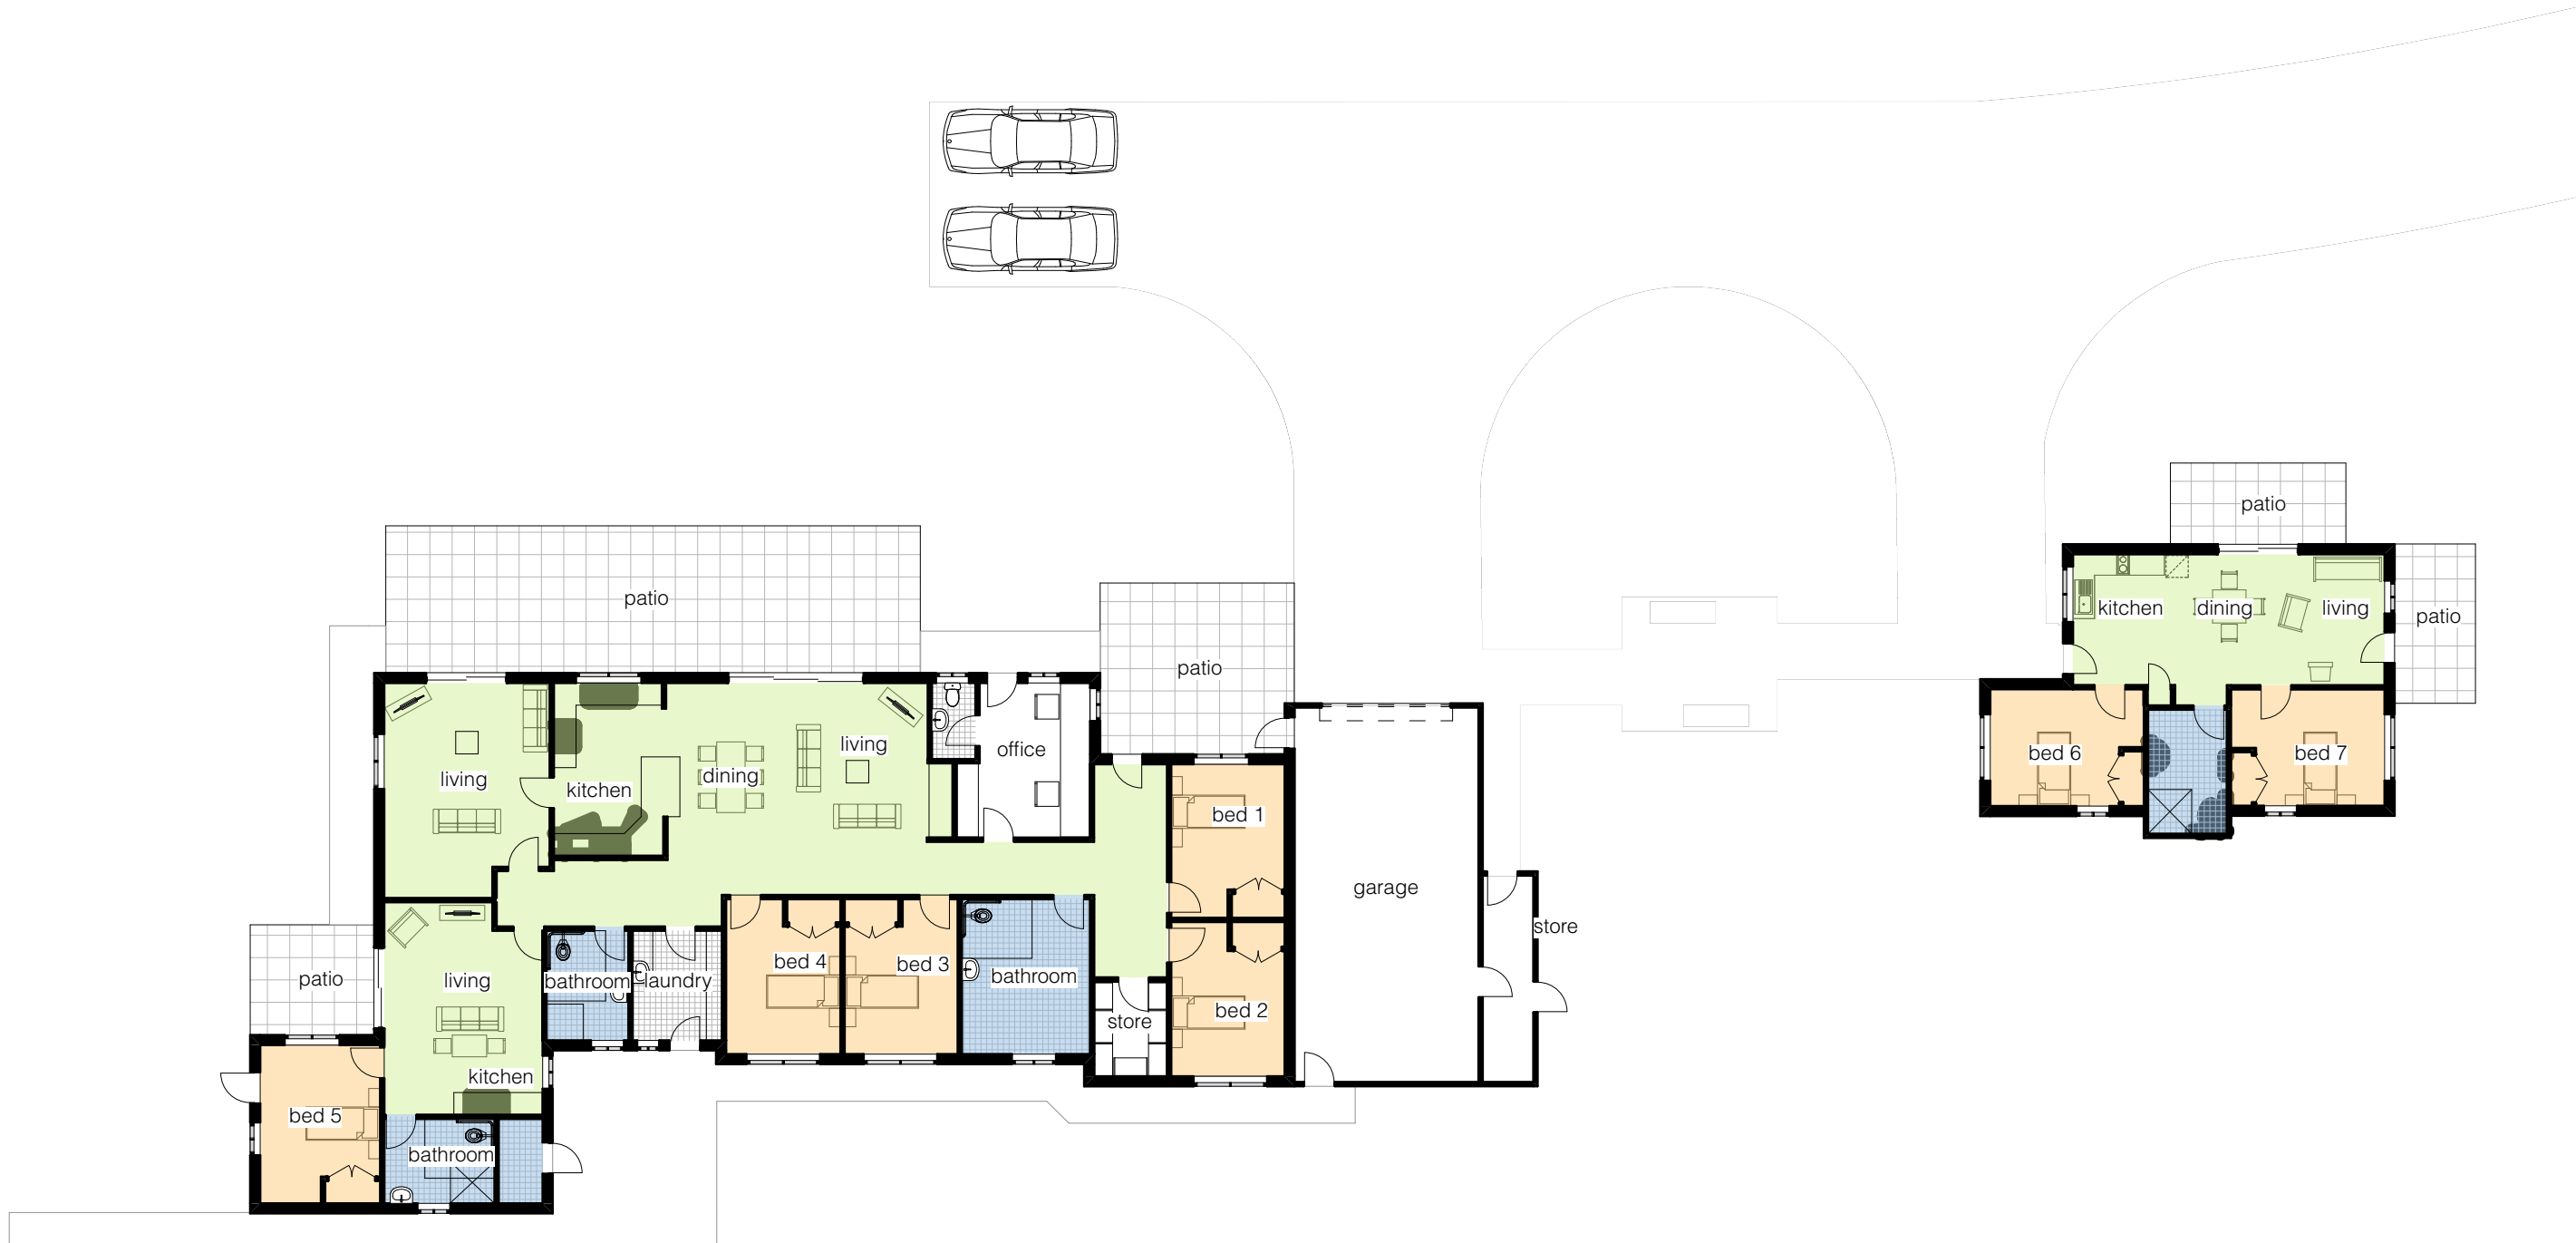 patio
patio
patio
kitchen
dining
living
patio
living
office
bed 6
bed 7
dining
living
kitchen
bed 1
garage
store
bed 4
bed 3
bathroom
patio
living
bathroom
laundry
bed 2
store
kitchen
bed 5
bathroom